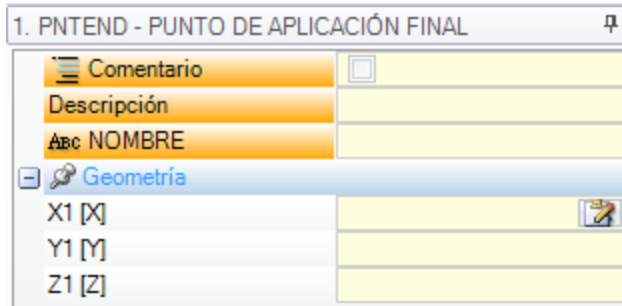 1. PNTEND - PUNTO DE APLICACIÓN FINAL
Comentario
Descripción
ABC NOMBRE
Geometría
X1 [X]
Y1 [Y]
Z1 [Z]